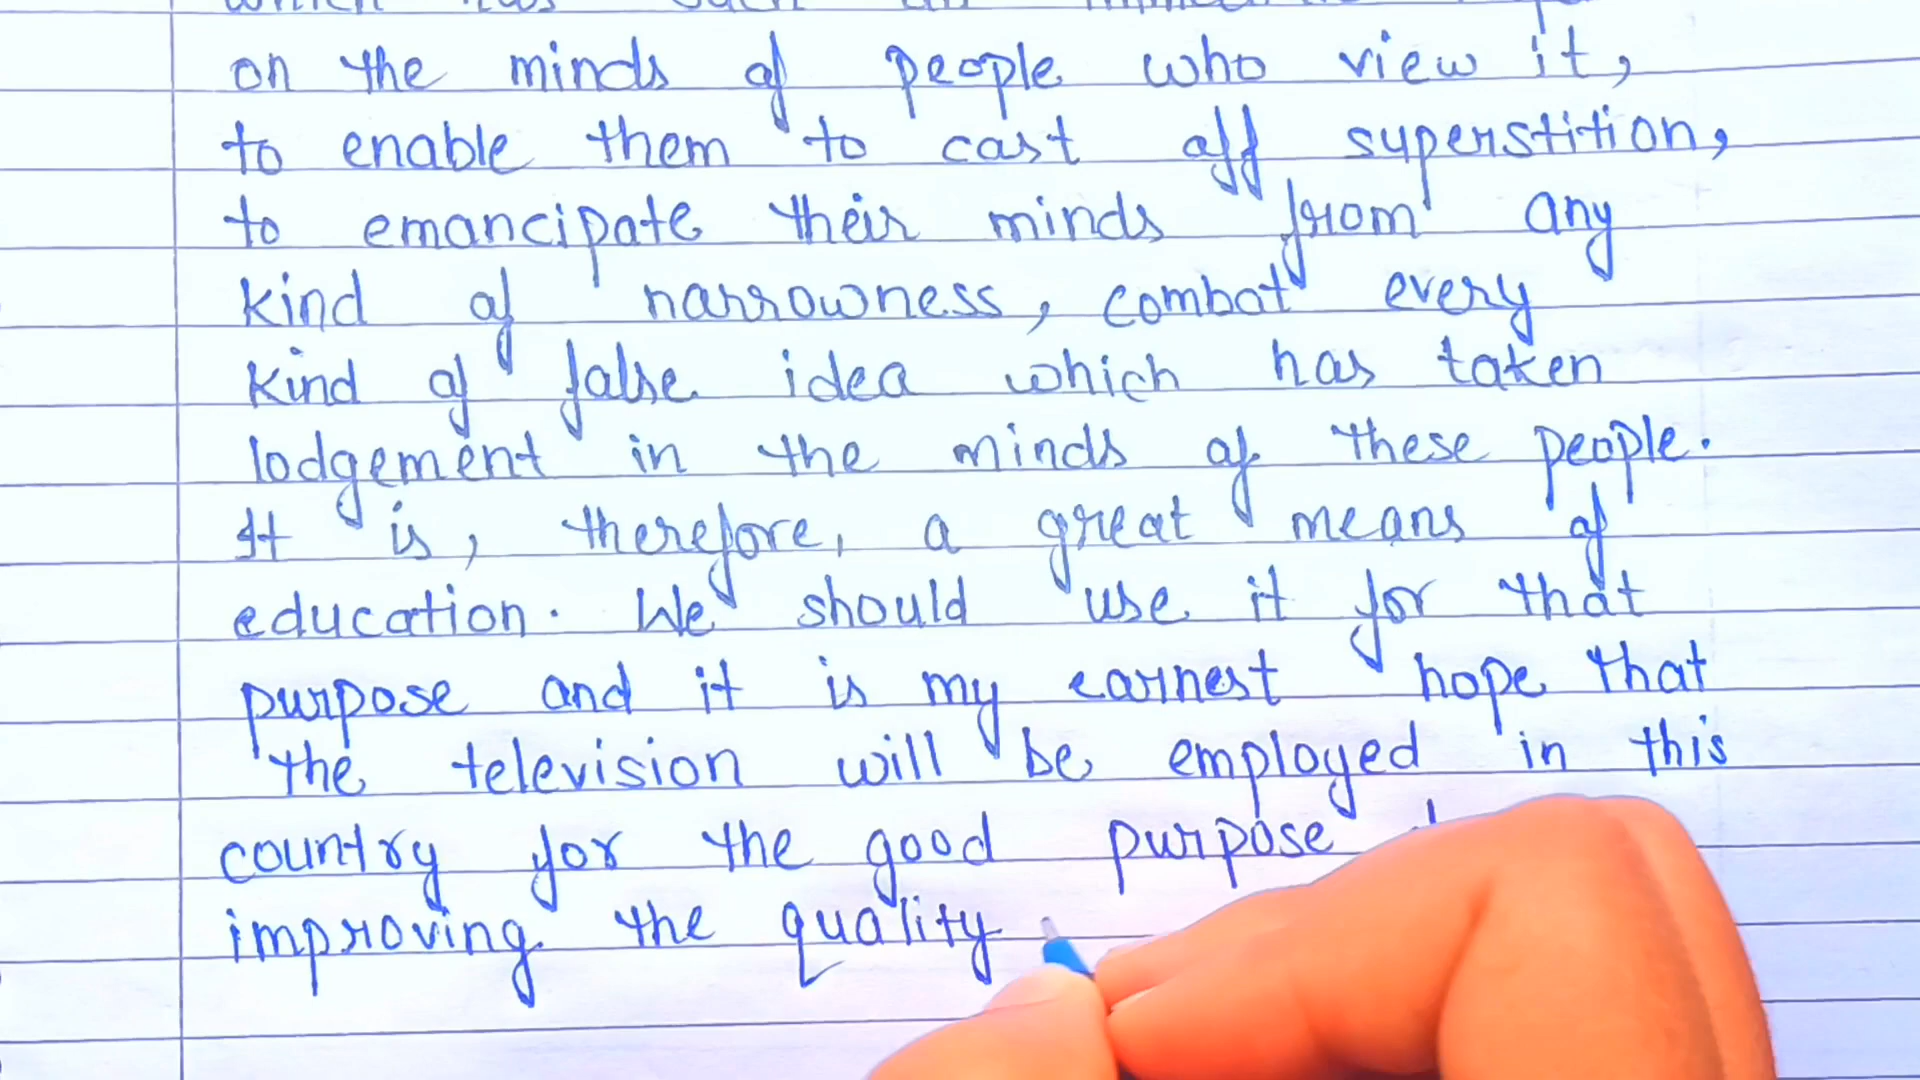 which has such an
on the minds of people who view it,
to enable them to cast off superstition,
to emancipate their minds from any
kind of narrowness, combat every
kind of false idea which has taken
lodgement in the minds of these people.
It is, therefore, a great means of
education. We should use it for that
purpose and it is my earnest hope that
the television will be employed in this
country for the good purpose
improving the quality